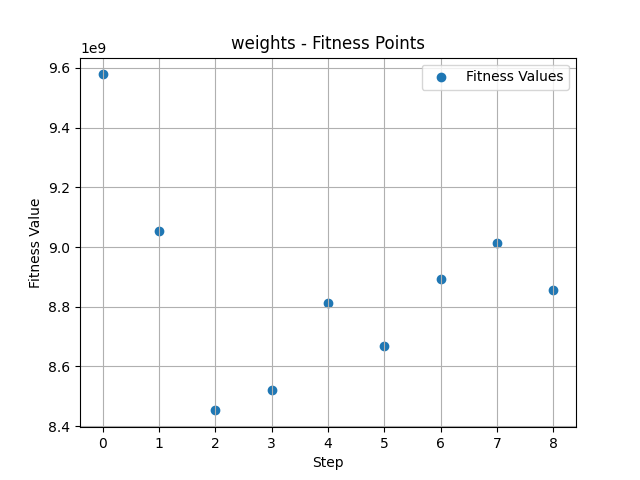 weights - Fitness Points
1e9
Fitness Values
9.6
9.4
9.2
9.0
8.8
8.6
8.4
Fitness Value
0 1 2 3 4 5 6 7 8
Step